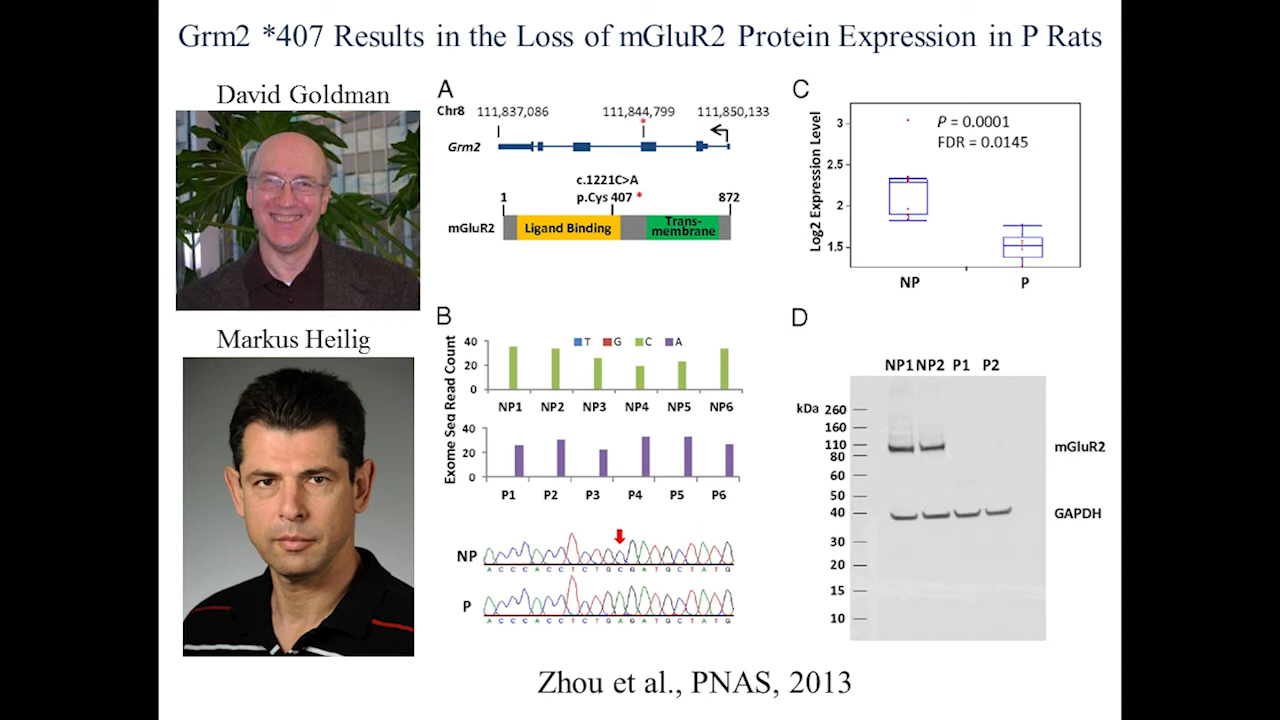 Grm2 *407 Results in the Loss of mGluR2 Protein Expression in P Rats
David Goldman
Markus Heilig
A
Chr8 111,837,086 111,844,799 111,850,133
*
Grm2
c.1221C>A
1 p.Cys 407 * 872
mGluR2 Ligand Binding Trans-
membrane
B
Exome Seq Read Count
T G C A
40
20
0
NP1 NP2 NP3 NP4 NP5 NP6
40
20
0
P1 P2 P3 P4 P5 P6
NP
A C C C A C C T C T G C G A T G C T A T G
P
A C C C A C C T C T G A G A T G C T A T G
C
Log2 Expression Level
3
2.5
2
1.5
P = 0.0001
FDR = 0.0145
NP P
D
NP1 NP2 P1 P2
kDa 260
160
110
80
60
50
40
30
20
15
10
mGluR2
GAPDH
Zhou et al., PNAS, 2013